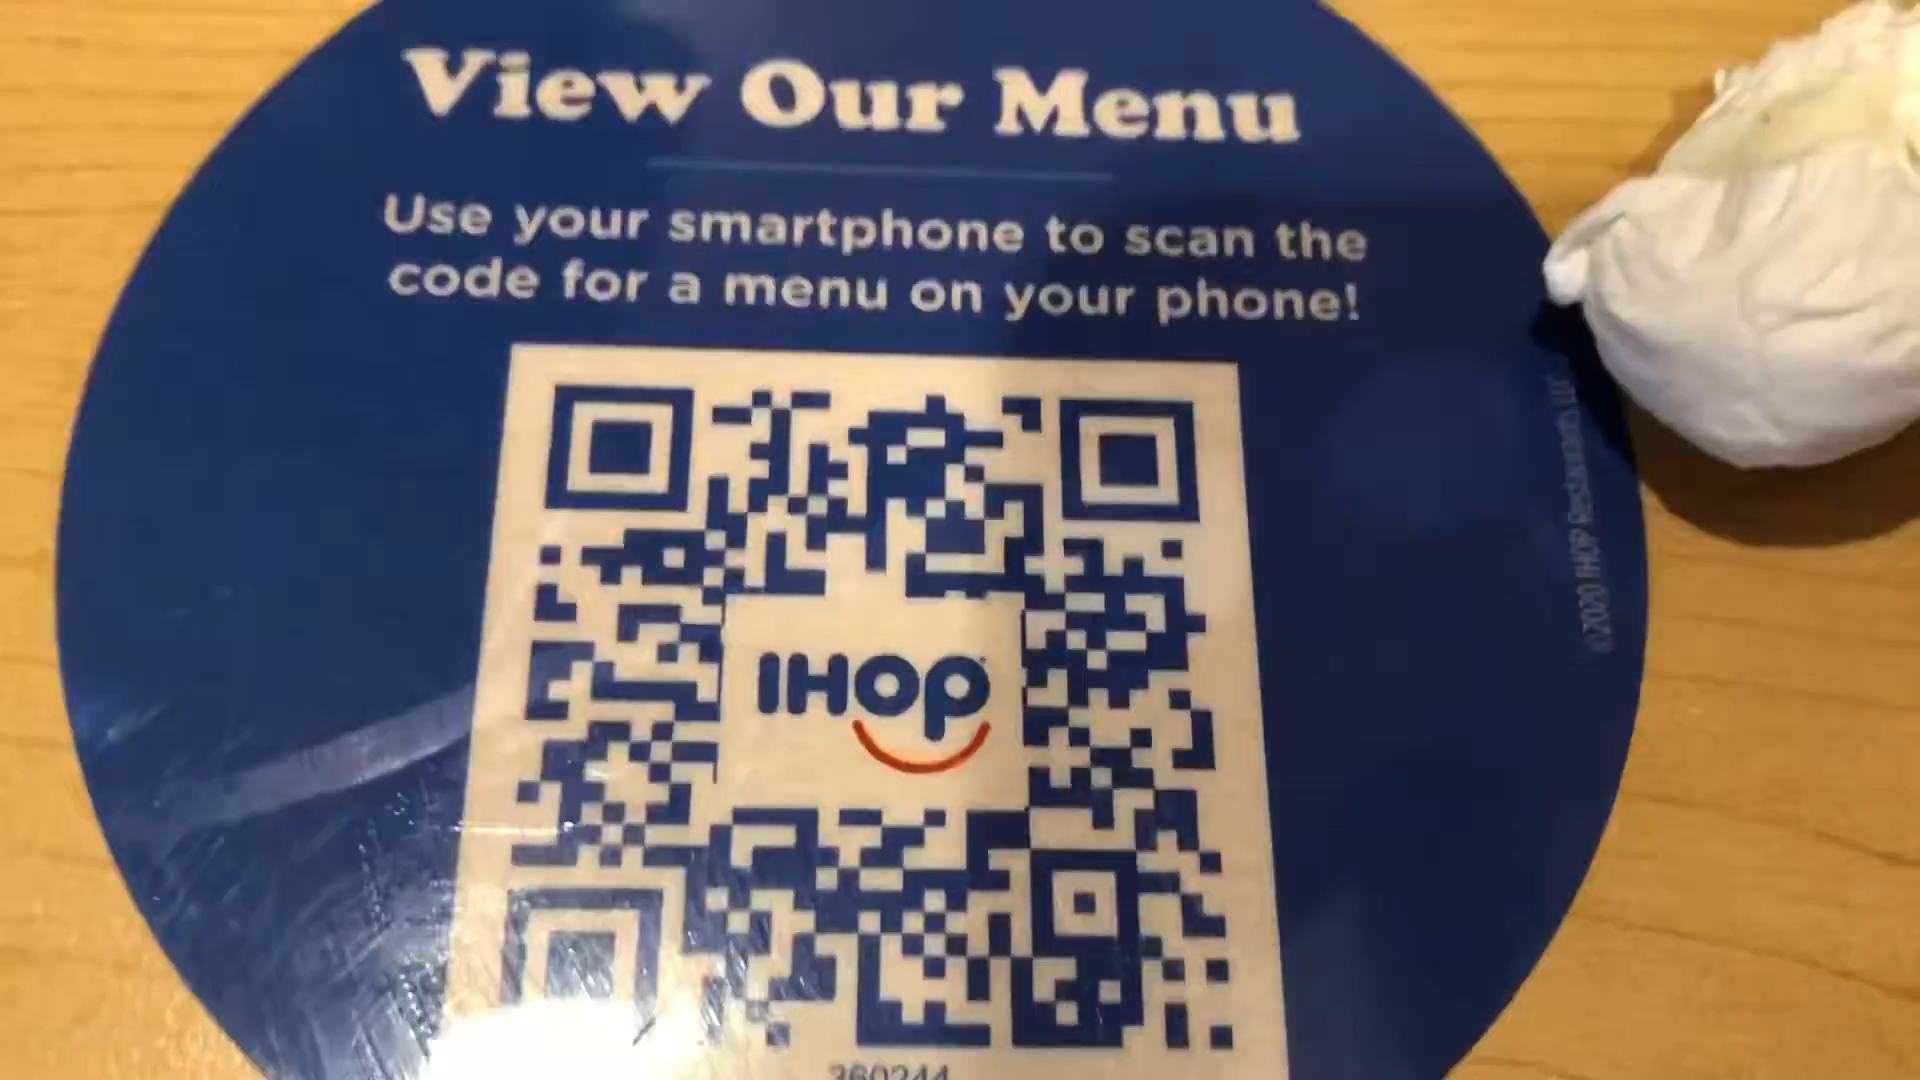 View Our Menu
Use your smartphone to scan the
code for a menu on your phone!
IHOP
©2020 IHOP Restaurants LLC
360244